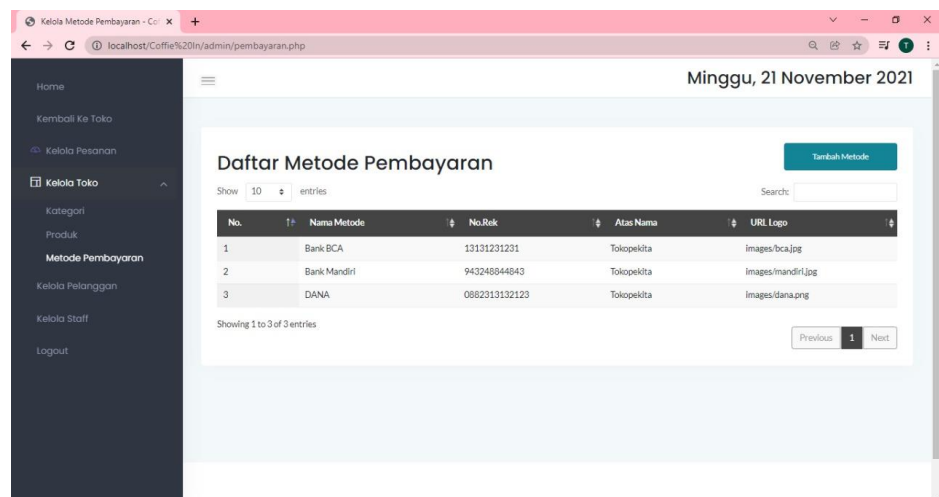 Kelola Metode Pembayaran - Cof
localhost/Coffie%20In/admin/pembayaran.php
T
Home
Kembali Ke Toko
Kelola Pesanan
Kelola Toko
Kategori
Produk
Metode Pembayaran
Kelola Pelanggan
Kelola Staff
Logout
Minggu, 21 November 2021
Daftar Metode Pembayaran
Tambah Metode
Show 10 entries
Search:
No. Nama Metode No.Rek Atas Nama URL Logo
1 Bank BCA 13131231231 Tokopekita images/bca.jpg
2 Bank Mandiri 943248844843 Tokopekita images/mandiri.jpg
3 DANA 0882313132123 Tokopekita images/dana.png
Showing 1 to 3 of 3 entries
Previous 1 Next